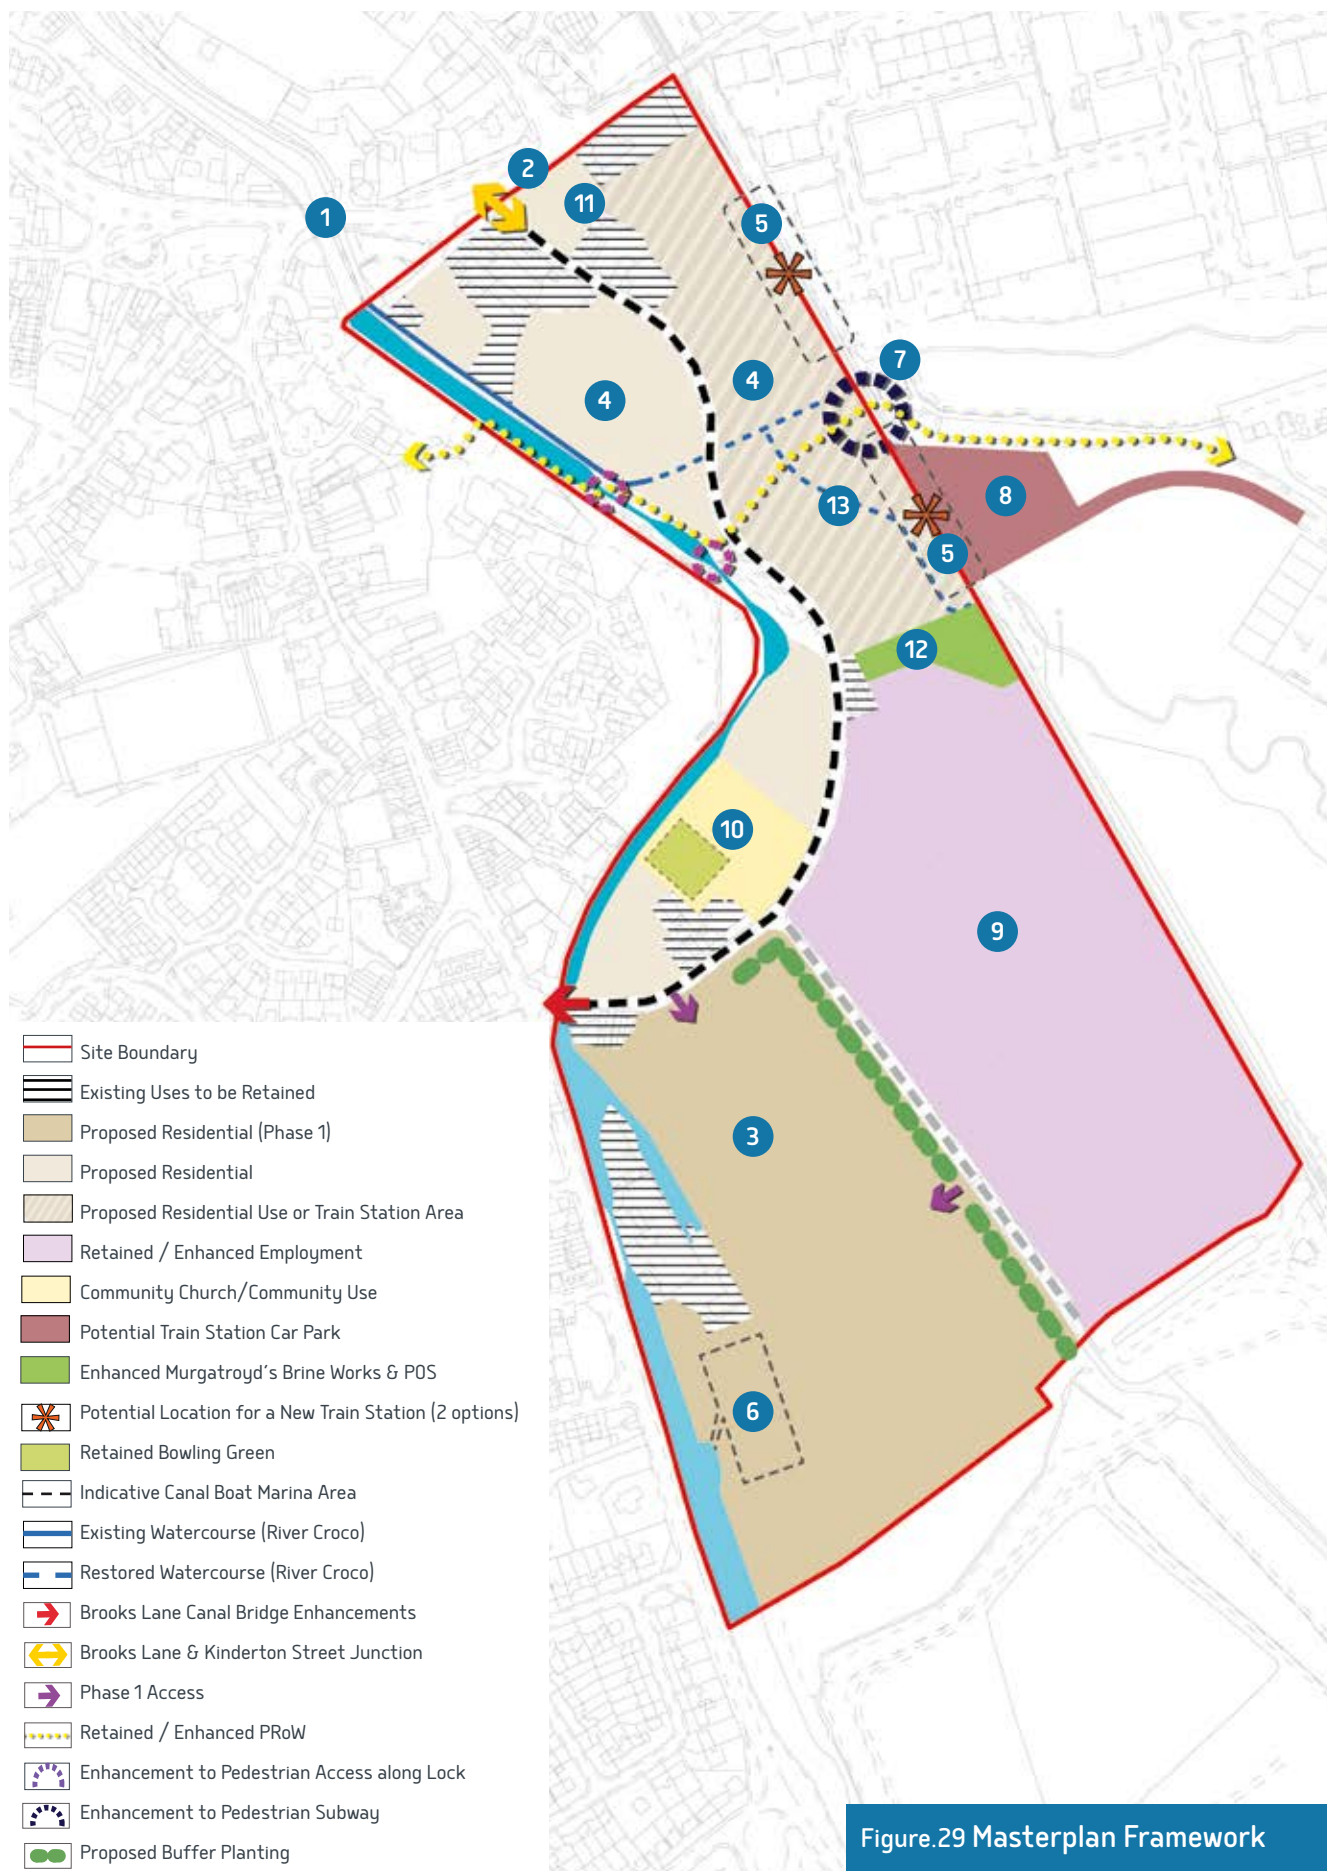 2
11
1
5
7
4
4
8
13
5
12
10
9
3
6
Site Boundary
Existing Uses to be Retained
Proposed Residential (Phase 1)
Proposed Residential
Proposed Residential Use or Train Station Area
Retained / Enhanced Employment
Community Church/Community Use
Potential Train Station Car Park
Enhanced Murgatroyd's Brine Works & POS
Potential Location for a New Train Station (2 options)
Retained Bowling Green
Indicative Canal Boat Marina Area
Existing Watercourse (River Croco)
Restored Watercourse (River Croco)
Brooks Lane Canal Bridge Enhancements
Brooks Lane & Kinderton Street Junction
Phase 1 Access
Retained / Enhanced PRoW
Enhancement to Pedestrian Access along Lock
Enhancement to Pedestrian Subway
Proposed Buffer Planting
Figure.29 Masterplan Framework